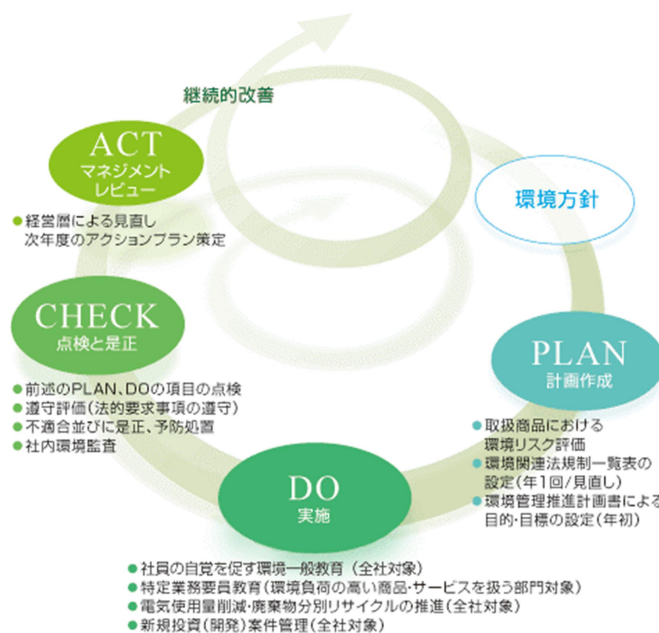 継続的改善
環境方針
PLAN
計画作成
● 取扱商品における
環境リスク評価
● 環境関連法規制一覧表の
設定(年1回/見直し)
● 環境管理推進計画書による
目的・目標の設定(年初)
DO
実施
● 社員の自覚を促す環境一般教育(全社対象)
● 特定業務要員教育(環境負荷の高い商品・サービスを扱う部門対象)
● 電気使用量削減・廃棄物分別リサイクルの推進(全社対象)
● 新規投資(開発)案件管理(全社対象)
CHECK
点検と是正
● 前述のPLAN、DOの項目の点検
● 遵守評価(法的要求事項の遵守)
● 不適合並びに是正、予防処置
● 社内環境監査
ACT
マネジメント
レビュー
● 経営層による見直し
次年度のアクションプラン策定